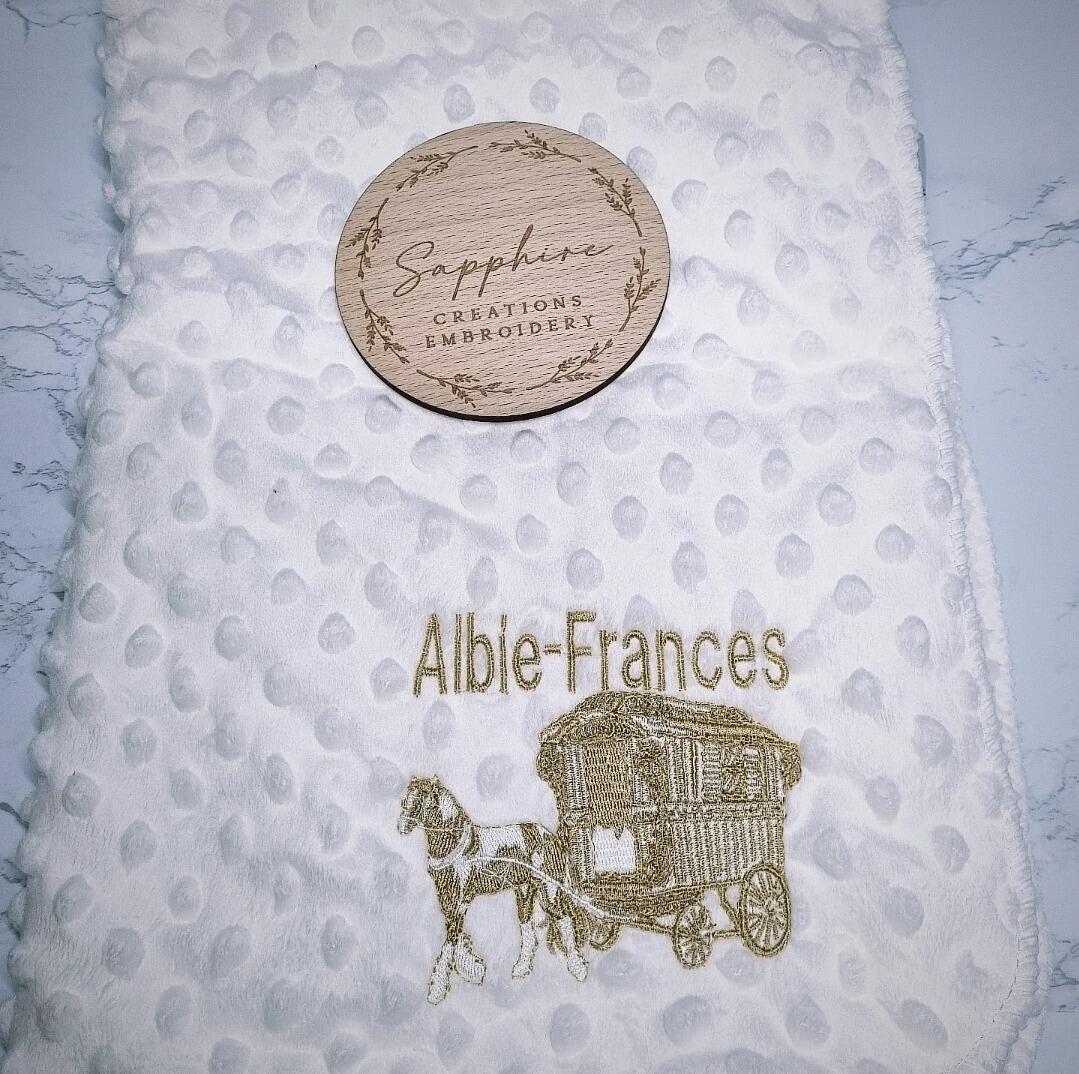 Sapphire
CREATIONS
EMBROIDERY
Albie-Frances